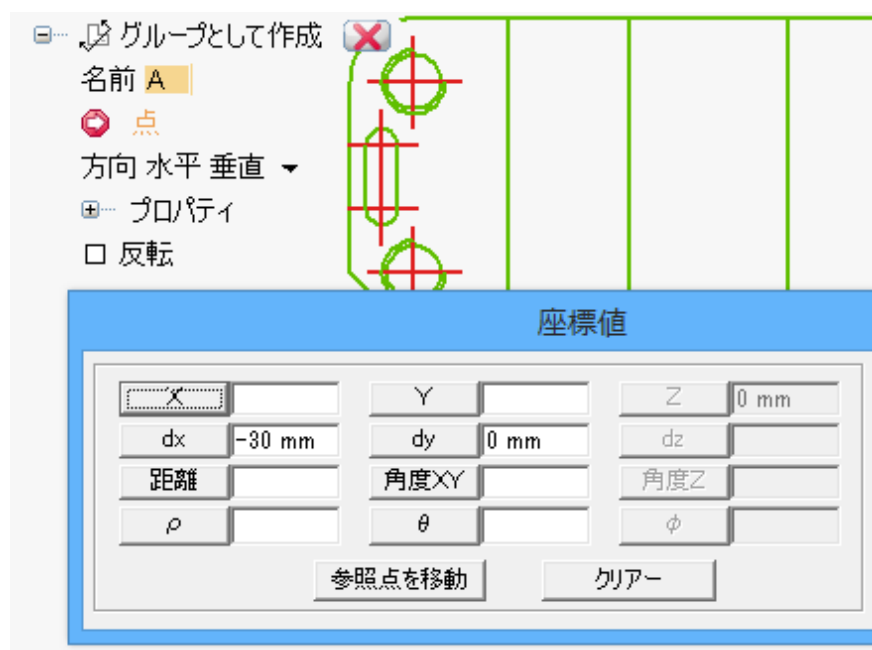 グループとして作成
名前 A
点
方向 水平 垂直
プロパティ
反転
座標値
X Y Z 0 mm
dx -30 mm dy 0 mm dz
距離 角度XY 角度Z
ρ θ φ
参照点を移動 クリアー